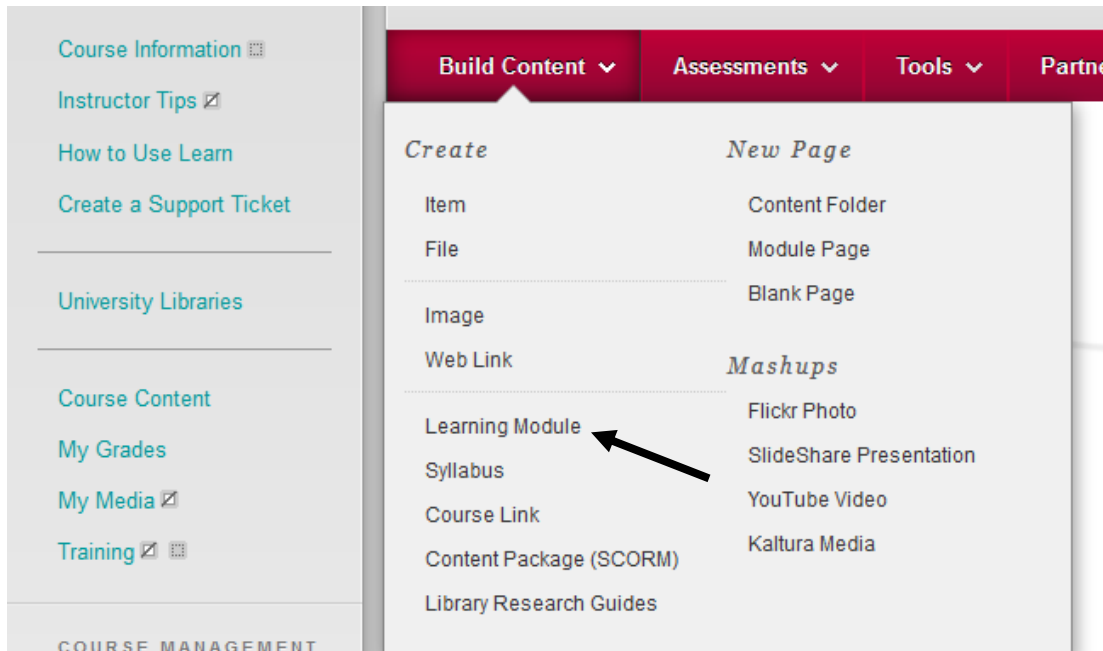 Course Information
Instructor Tips
How to Use Learn
Create a Support Ticket
University Libraries
Course Content
My Grades
My Media
Training
COURSE MANAGEMENT
Build Content
Assessments
Tools
Create
Item
File
Image
Web Link
Learning Module
Syllabus
Course Link
Content Package (SCORM)
Library Research Guides
New Page
Content Folder
Module Page
Blank Page
Mashups
Flickr Photo
SlideShare Presentation
YouTube Video
Kaltura Media